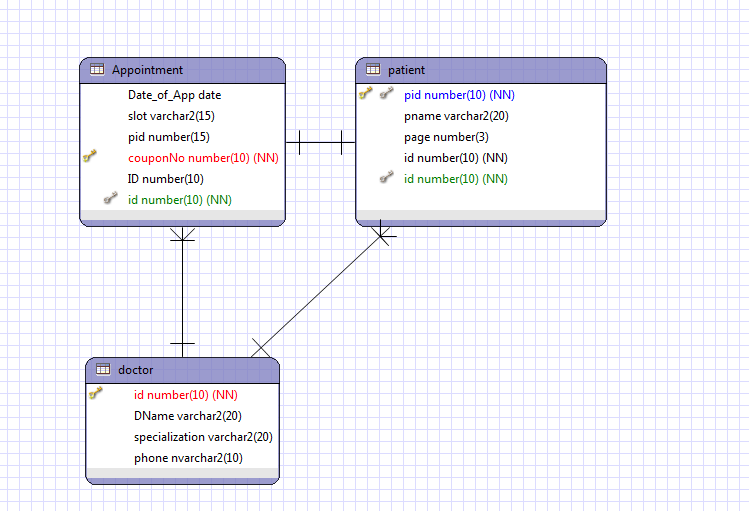 Appointment
Date_of_App date
slot varchar2(15)
pid number(15)
couponNo number(10) (NN)
ID number(10)
id number(10) (NN)
patient
pid number(10) (NN)
pname varchar2(20)
page number(3)
id number(10) (NN)
id number(10) (NN)
doctor
id number(10) (NN)
DName varchar2(20)
specialization varchar2(20)
phone nvarchar2(10)